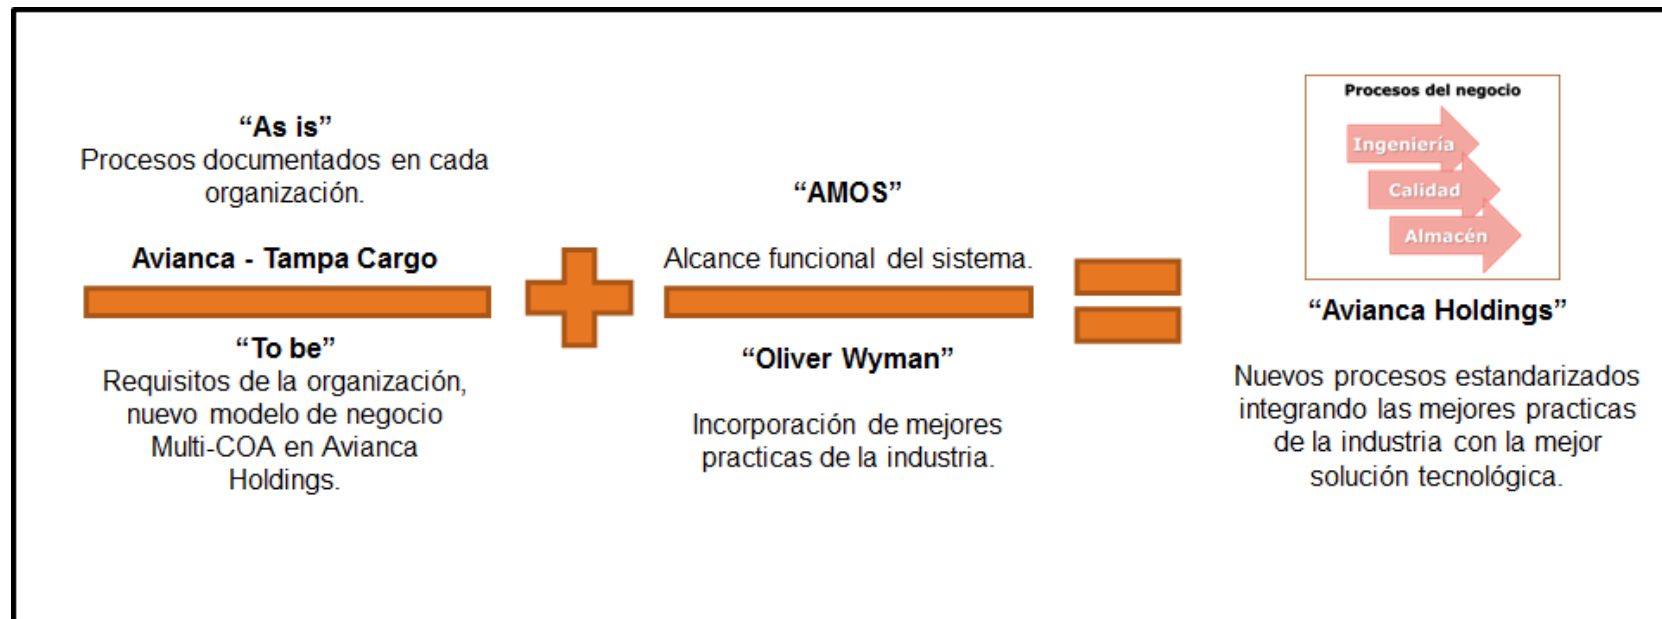 “As is”
Procesos documentados en cada
organización.
Avianca - Tampa Cargo
“To be”
Requisitos de la organización,
nuevo modelo de negocio
Multi-COA en Avianca
Holdings.
“AMOS”
Alcance funcional del sistema.
“Oliver Wyman”
Incorporación de mejores
practicas de la industria.
Procesos del negocio
Ingeniería
Calidad
Almacén
“Avianca Holdings”
Nuevos procesos estandarizados
integrando las mejores practicas
de la industria con la mejor
solución tecnológica.